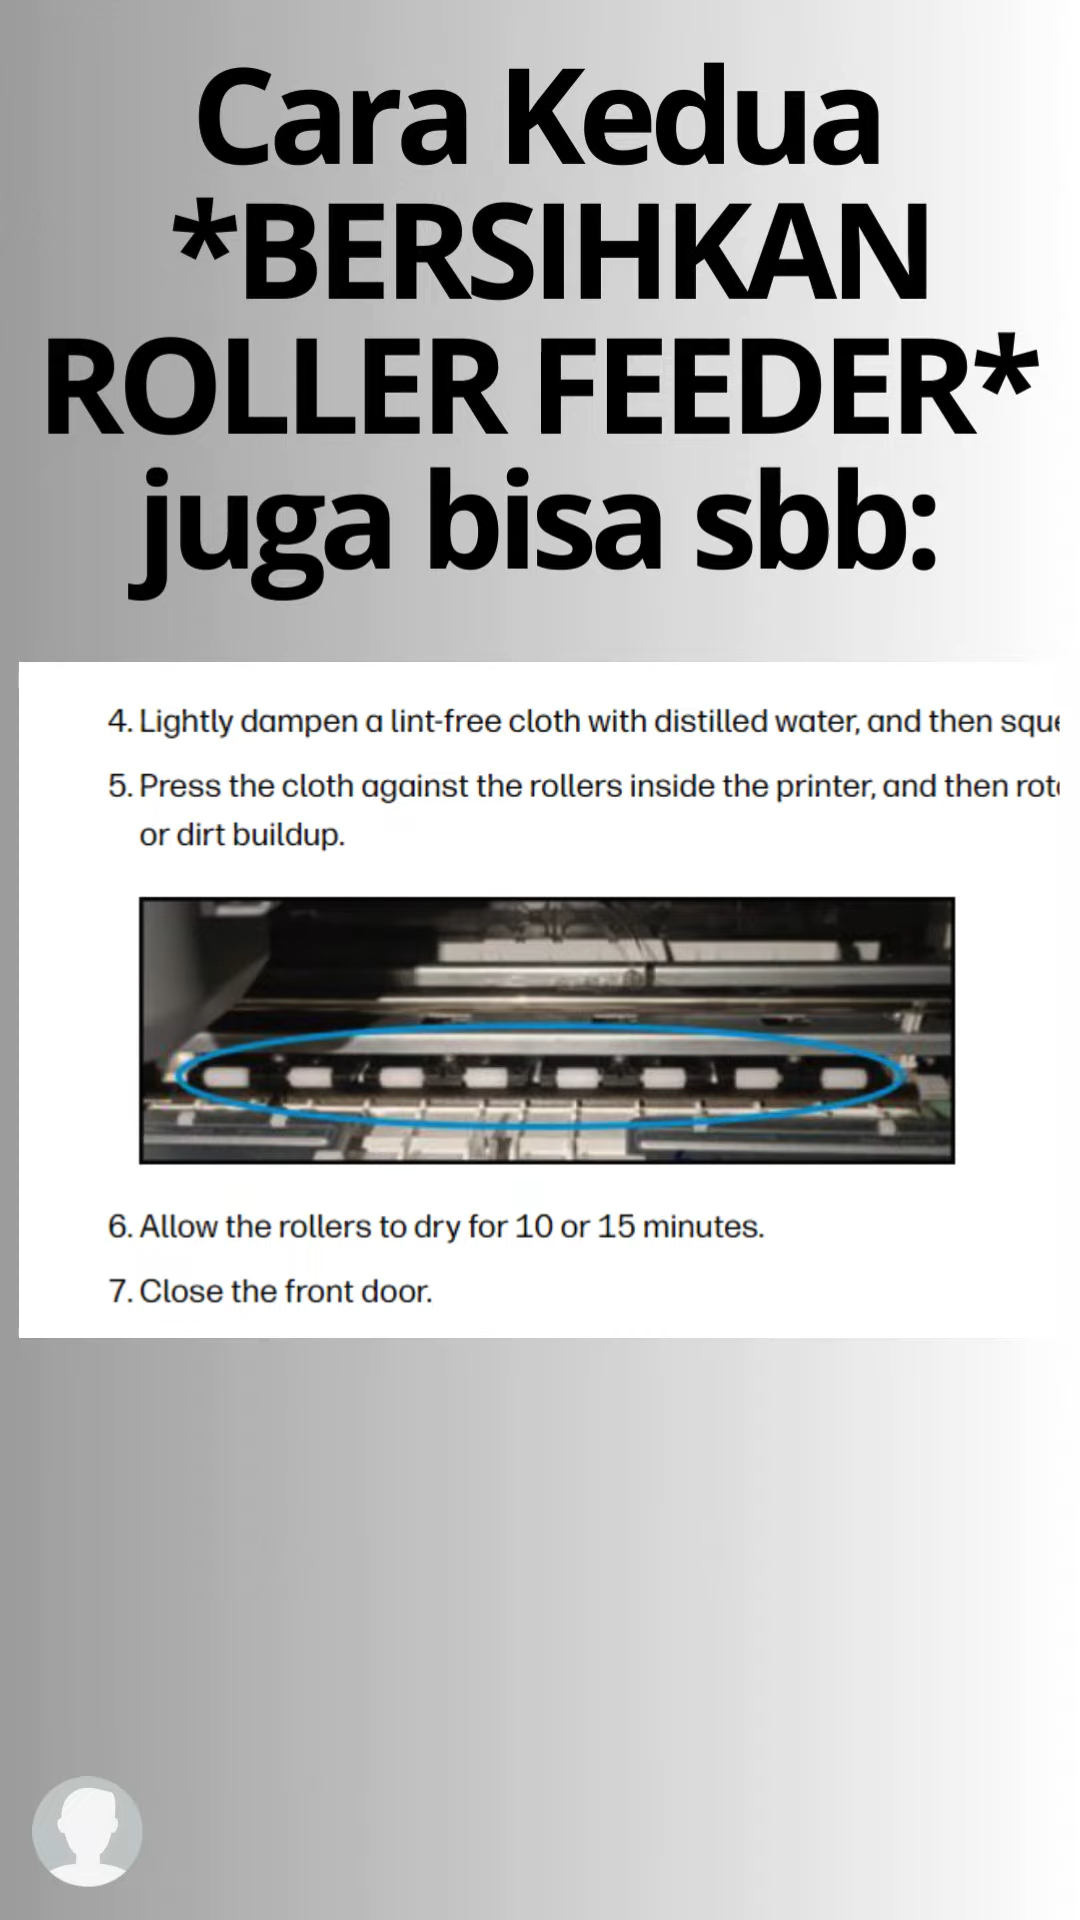 Cara Kedua
*BERSIHKAN
ROLLER FEEDER*
juga bisa sbb:
4. Lightly dampen a lint-free cloth with distilled water, and then
5. Press the cloth against the rollers inside the printer, and then
or dirt buildup.
6. Allow the rollers to dry for 10 or 15 minutes.
7. Close the front door.